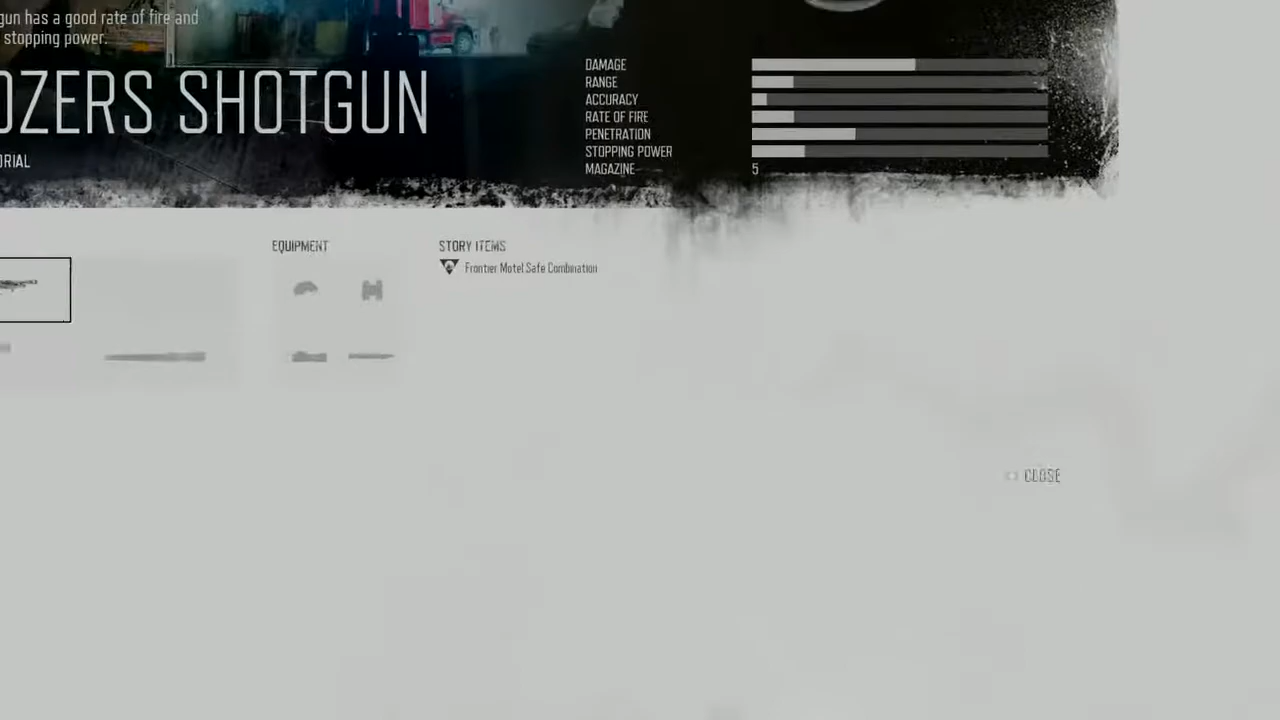 gun has a good rate of fire and
stopping power.
OZERS SHOTGUN
ORIAL
DAMAGE
RANGE
ACCURACY
RATE OF FIRE
PENETRATION
STOPPING POWER
MAGAZINE 5
EQUIPMENT
STORY ITEMS
Frontier Motel Safe Combination
CLOSE